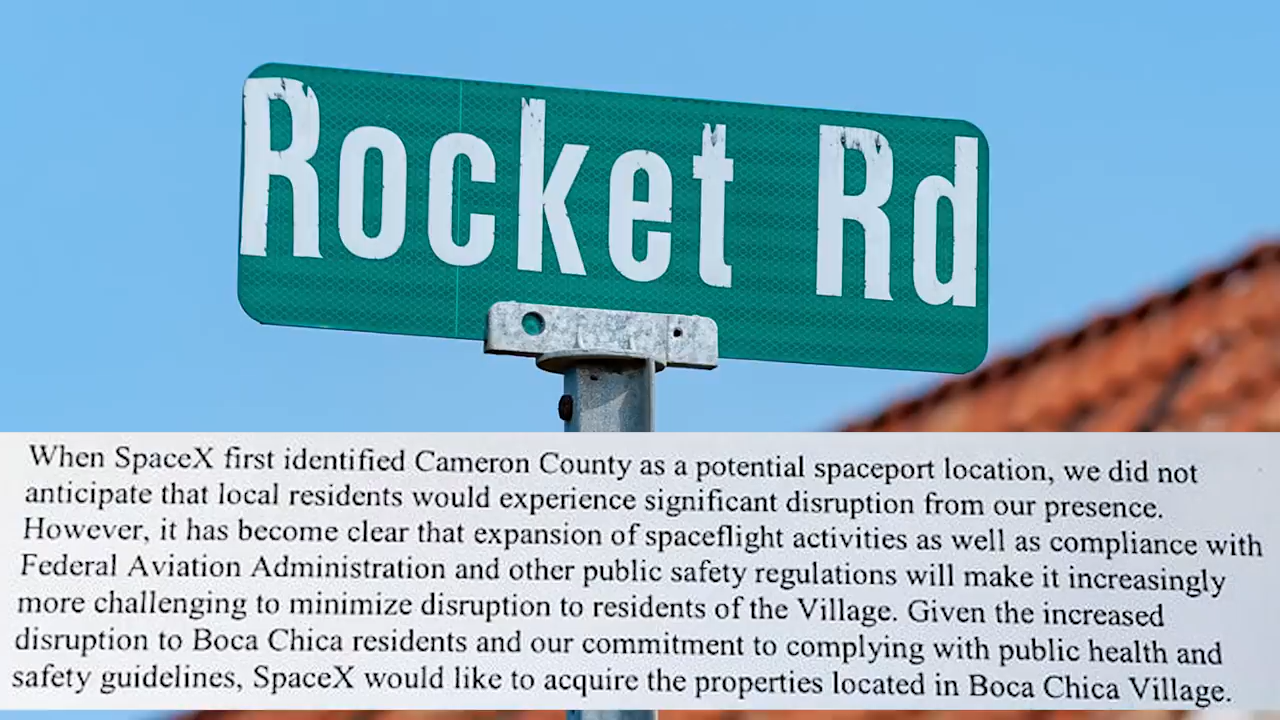 Rocket Rd
When SpaceX first identified Cameron County as a potential spaceport location, we did not
anticipate that local residents would experience significant disruption from our presence.
However, it has become clear that expansion of spaceflight activities as well as compliance with
Federal Aviation Administration and other public safety regulations will make it increasingly
more challenging to minimize disruption to residents of the Village. Given the increased
disruption to Boca Chica residents and our commitment to complying with public health and
safety guidelines, SpaceX would like to acquire the properties located in Boca Chica Village.